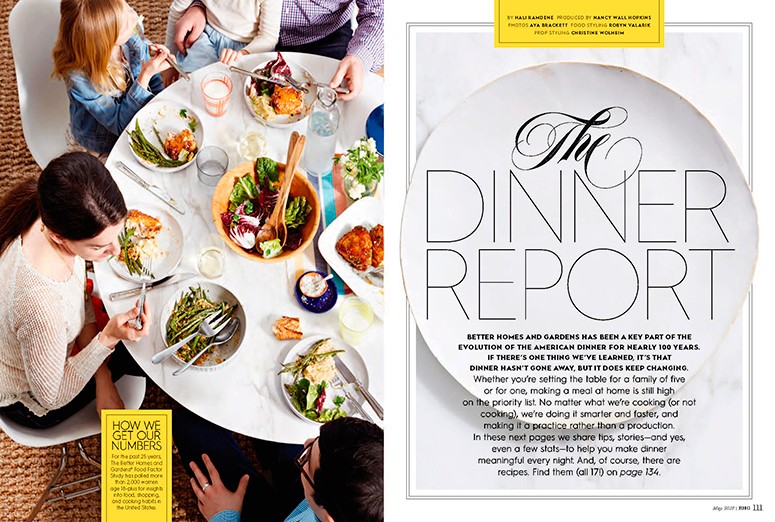 BY HALI RAMDENE PRODUCED BY NANCY WALL HOPKINS
PHOTOS AYA BRACKETT FOOD STYLING ROBYN VALARIK
PROP STYLING CHRISTINE WOLHEIM
The
DINNER
REPORT
BETTER HOMES AND GARDENS HAS BEEN A KEY PART OF THE
EVOLUTION OF THE AMERICAN DINNER FOR NEARLY 100 YEARS.
IF THERE'S ONE THING WE'VE LEARNED, IT'S THAT
DINNER HASN'T GONE AWAY, BUT IT DOES KEEP CHANGING.
Whether you're setting the table for a family of five
or for one, making a meal at home is still high
on the priority list. No matter what we're cooking (or not
cooking), we're doing it smarter and faster, and
making it a practice rather than a production.
In these next pages we share tips, stories—and yes,
even a few stats—to help you make dinner
meaningful every night. And, of course, there are
recipes. Find them (all 17!) on page 134.
HOW WE
GET OUR
NUMBERS
For the past 25 years,
The Better Homes and
Gardens® Food Factor
Study has polled more
than 2,000 women
age 18-plus for insights
into food, shopping,
and cooking habits in
the United States.
BHG 111